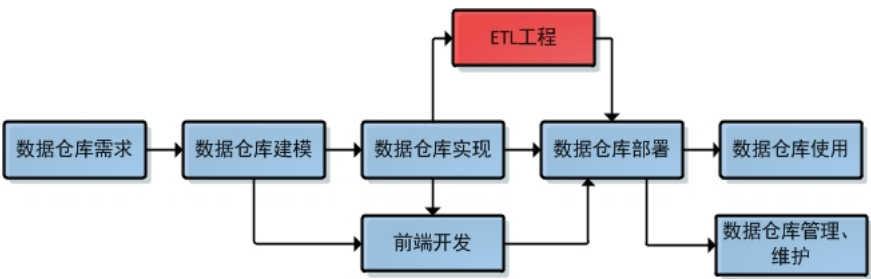 ETL工程
数据仓库需求
数据仓库建模
数据仓库实现
数据仓库部署
数据仓库使用
前端开发
数据仓库管理、
维护